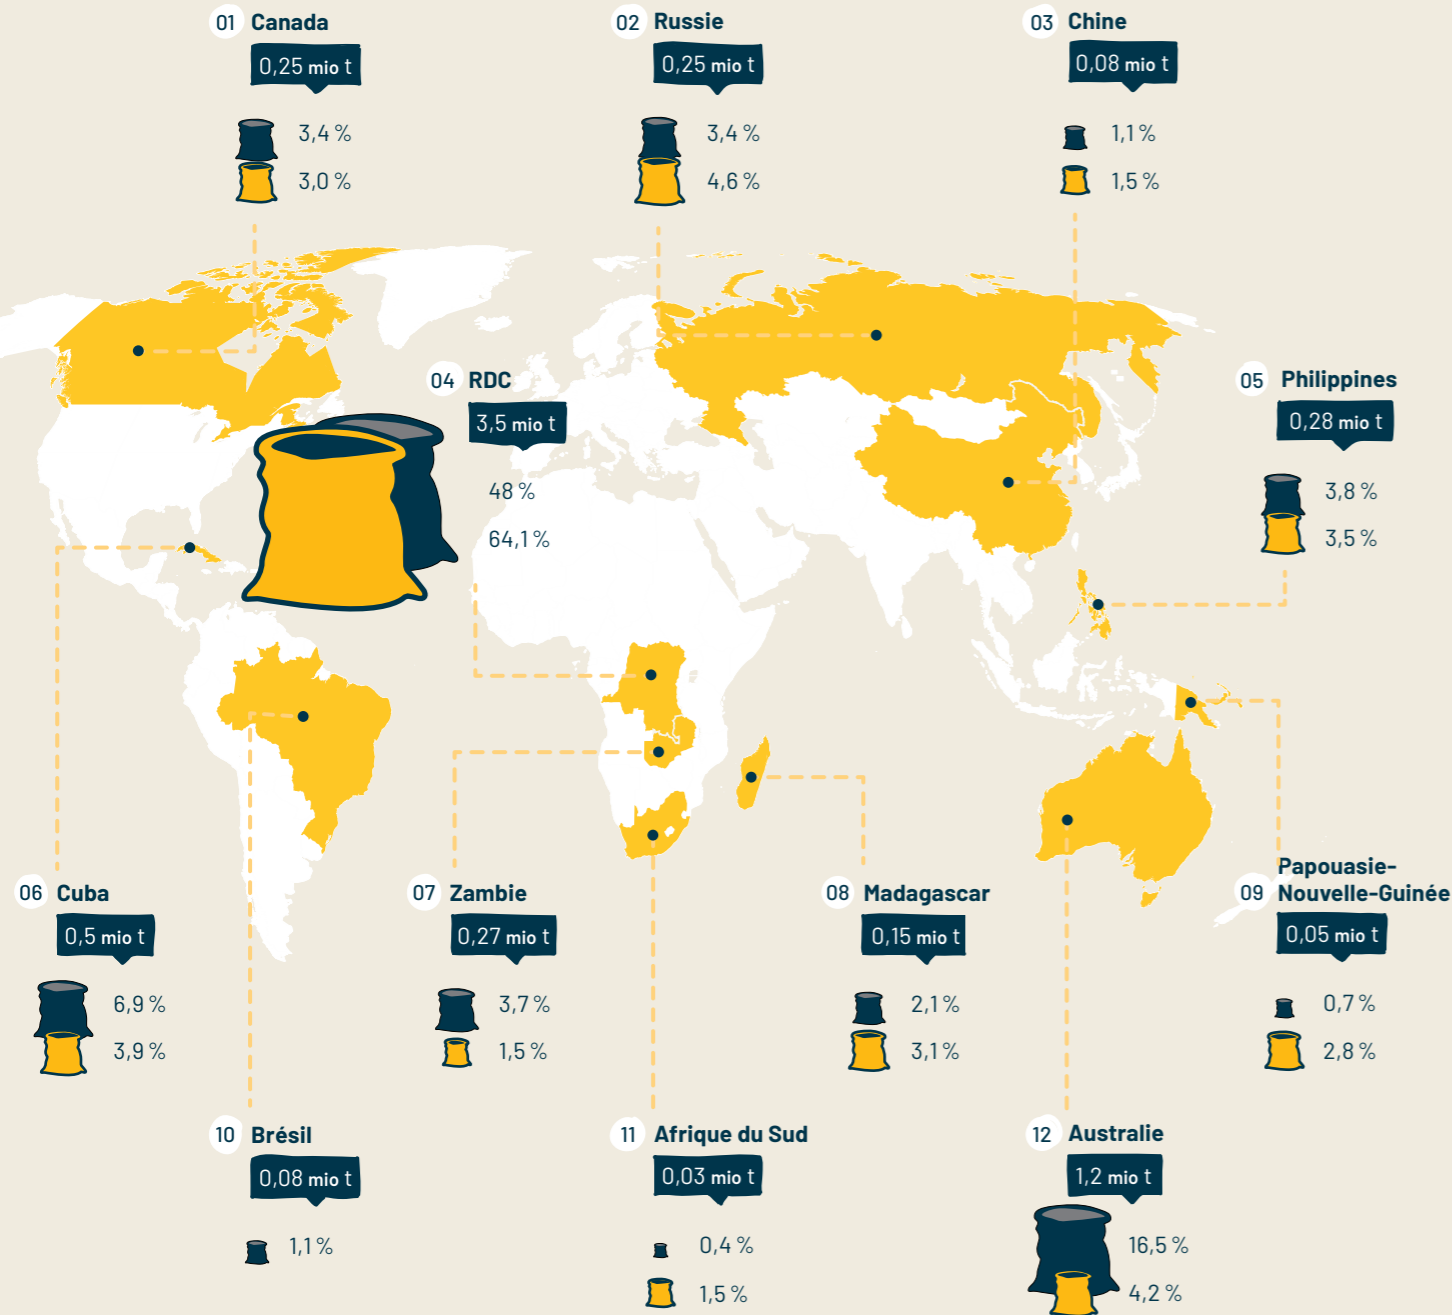 01 Canada
0,25 mio t
3,4 %
3,0 %
02 Russie
0,25 mio t
3,4 %
4,6 %
03 Chine
0,08 mio t
1,1 %
1,5 %
04 RDC
3,5 mio t
48 %
64,1 %
05 Philippines
0,28 mio t
3,8 %
3,5 %
06 Cuba
0,5 mio t
6,9 %
3,9 %
07 Zambie
0,27 mio t
3,7 %
1,5 %
08 Madagascar
0,15 mio t
2,1 %
3,1 %
09 Papouasie-
Nouvelle-Guinée
0,05 mio t
0,7 %
2,8 %
10 Brésil
0,08 mio t
1,1 %
11 Afrique du Sud
0,03 mio t
0,4 %
1,5 %
12 Australie
1,2 mio t
16,5 %
4,2 %